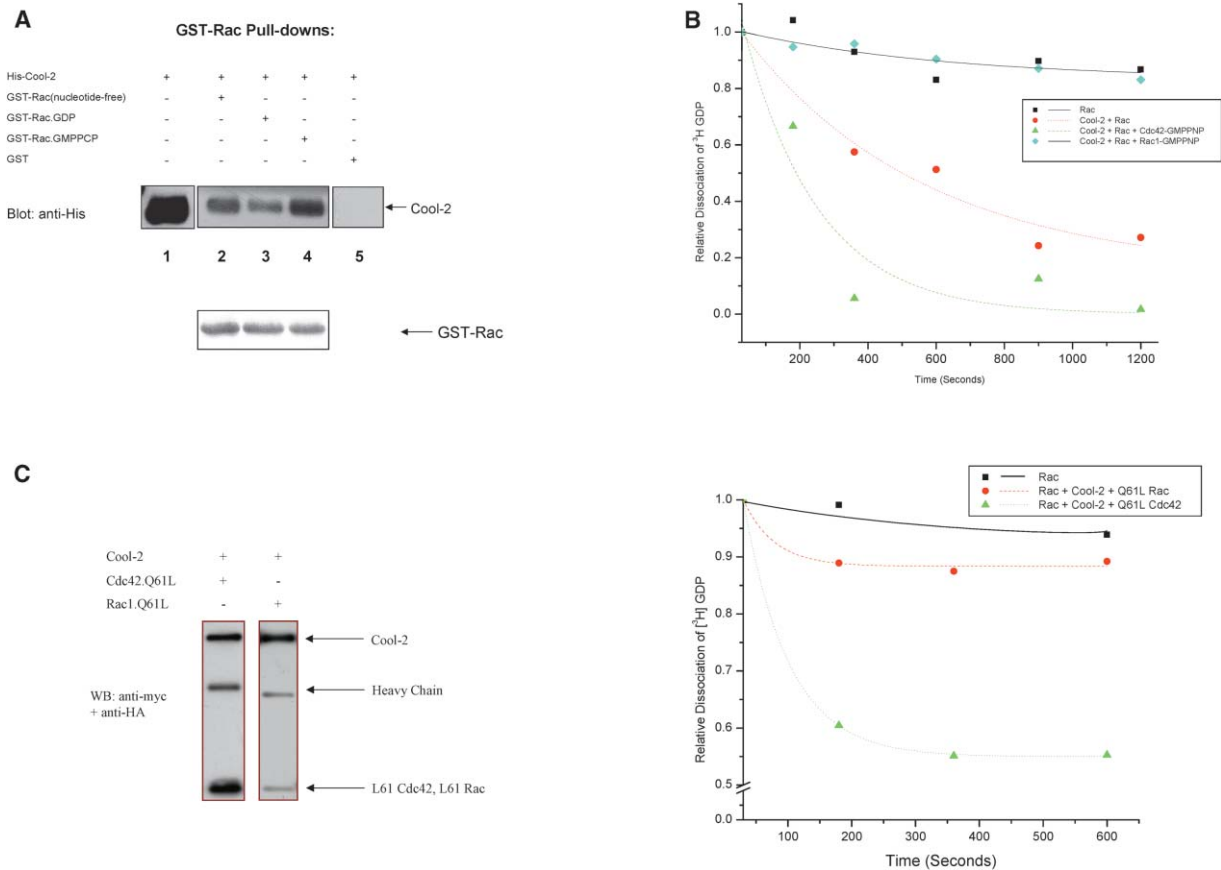 A
GST-Rac Pull-downs:
His-Cool-2 + + + + +
GST-Rac(nucleotide-free) - + - - -
GST-Rac.GDP - - + - -
GST-Rac.GMPPCP - - - + -
GST - - - - +
Blot: anti-His
Cool-2
1 2 3 4 5
GST-Rac
B
Relative Dissociation of ³H GDP
1.0
0.8
0.6
0.4
0.2
0.0
200 400 600 800 1000 1200
Time (Seconds)
Rac
Cool-2 + Rac
Cool-2 + Rac + Cdc42-GMPPNP
Cool-2 + Rac + Rac1-GMPPNP
C
Cool-2 + +
Cdc42.Q61L + -
Rac1.Q61L - +
WB: anti-myc
+ anti-HA
Cool-2
Heavy Chain
L61 Cdc42, L61 Rac
Rac
Rac + Cool-2 + Q61L Rac
Rac + Cool-2 + Q61L Cdc42
Relative Dissociation of [³H] GDP
1.0
0.9
0.8
0.7
0.6
0.5
0.0
100 200 300 400 500 600
Time (Seconds)